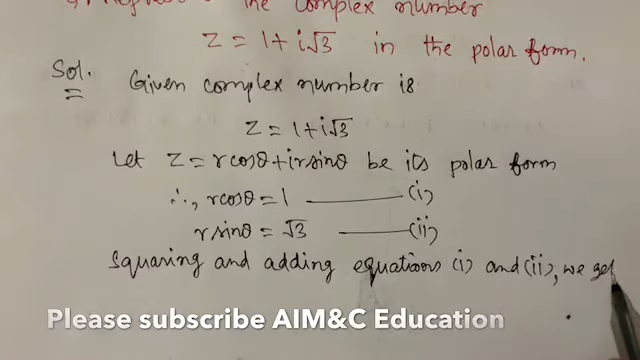 the complex number
Z = 1 + i√3 in the polar form.
Sol. Given complex number is
Z = 1 + i√3
Let Z = rcosθ + irsinθ be its polar form
∴, rcosθ = 1 ——— (i)
rsinθ = √3 ——— (ii)
Squaring and adding equations (i) and (ii), we get
Please subscribe AIM&C Education